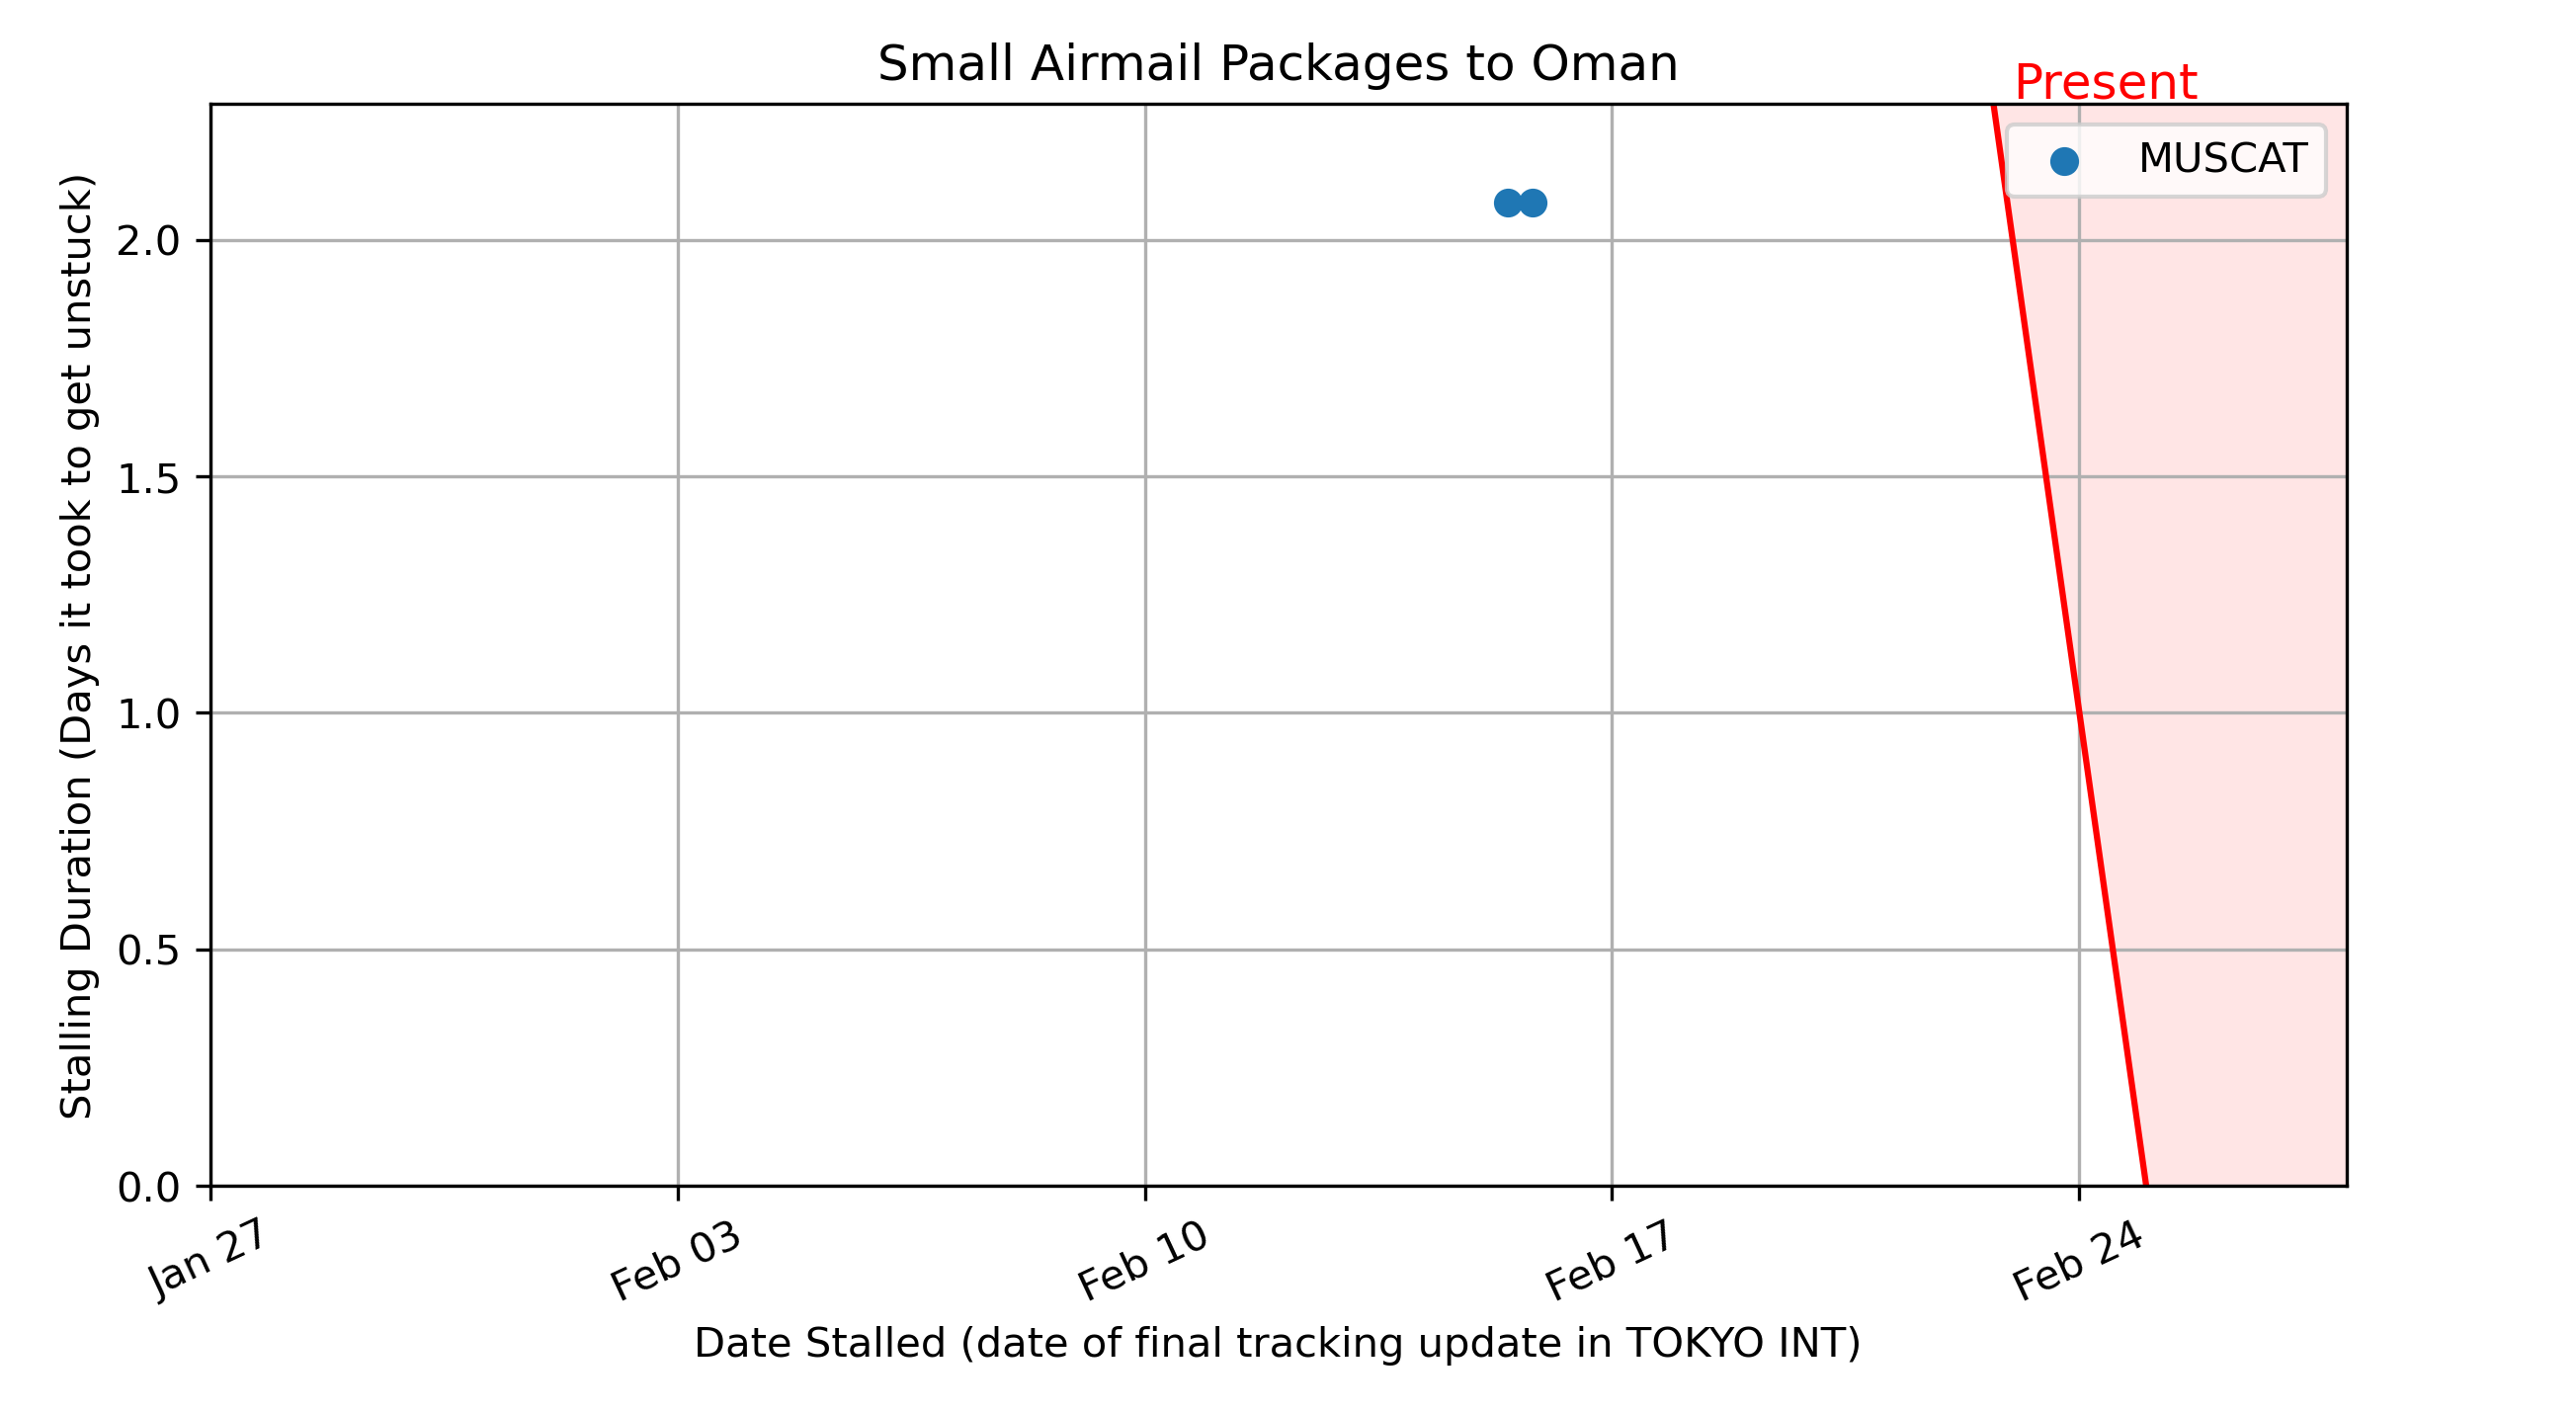 Small Airmail Packages to Oman
Present
MUSCAT
Stalling Duration (Days it took to get unstuck)
2.0
1.5
1.0
0.5
0.0
Jan 27
Feb 03
Feb 10
Feb 17
Feb 24
Date Stalled (date of final tracking update in TOKYO INT)